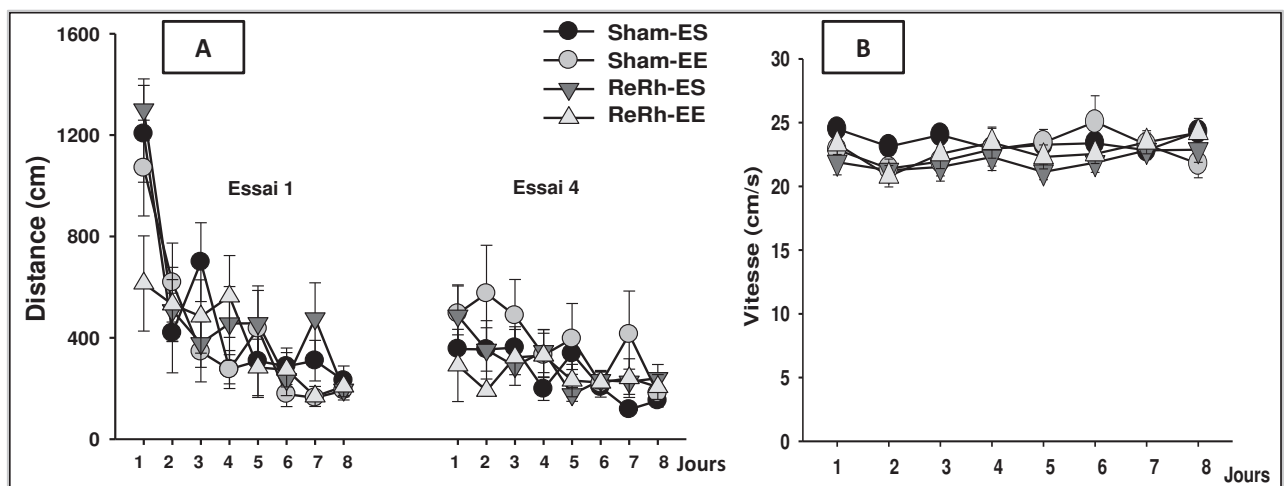 A
B
Sham-ES
Sham-EE
ReRh-ES
ReRh-EE
Essai 1
Essai 4
Distance (cm)
1600
1200
800
400
0
1 2 3 4 5 6 7 8
1 2 3 4 5 6 7 8 Jours
Vitesse (cm/s)
30
25
20
15
10
5
0
1 2 3 4 5 6 7 8 Jours